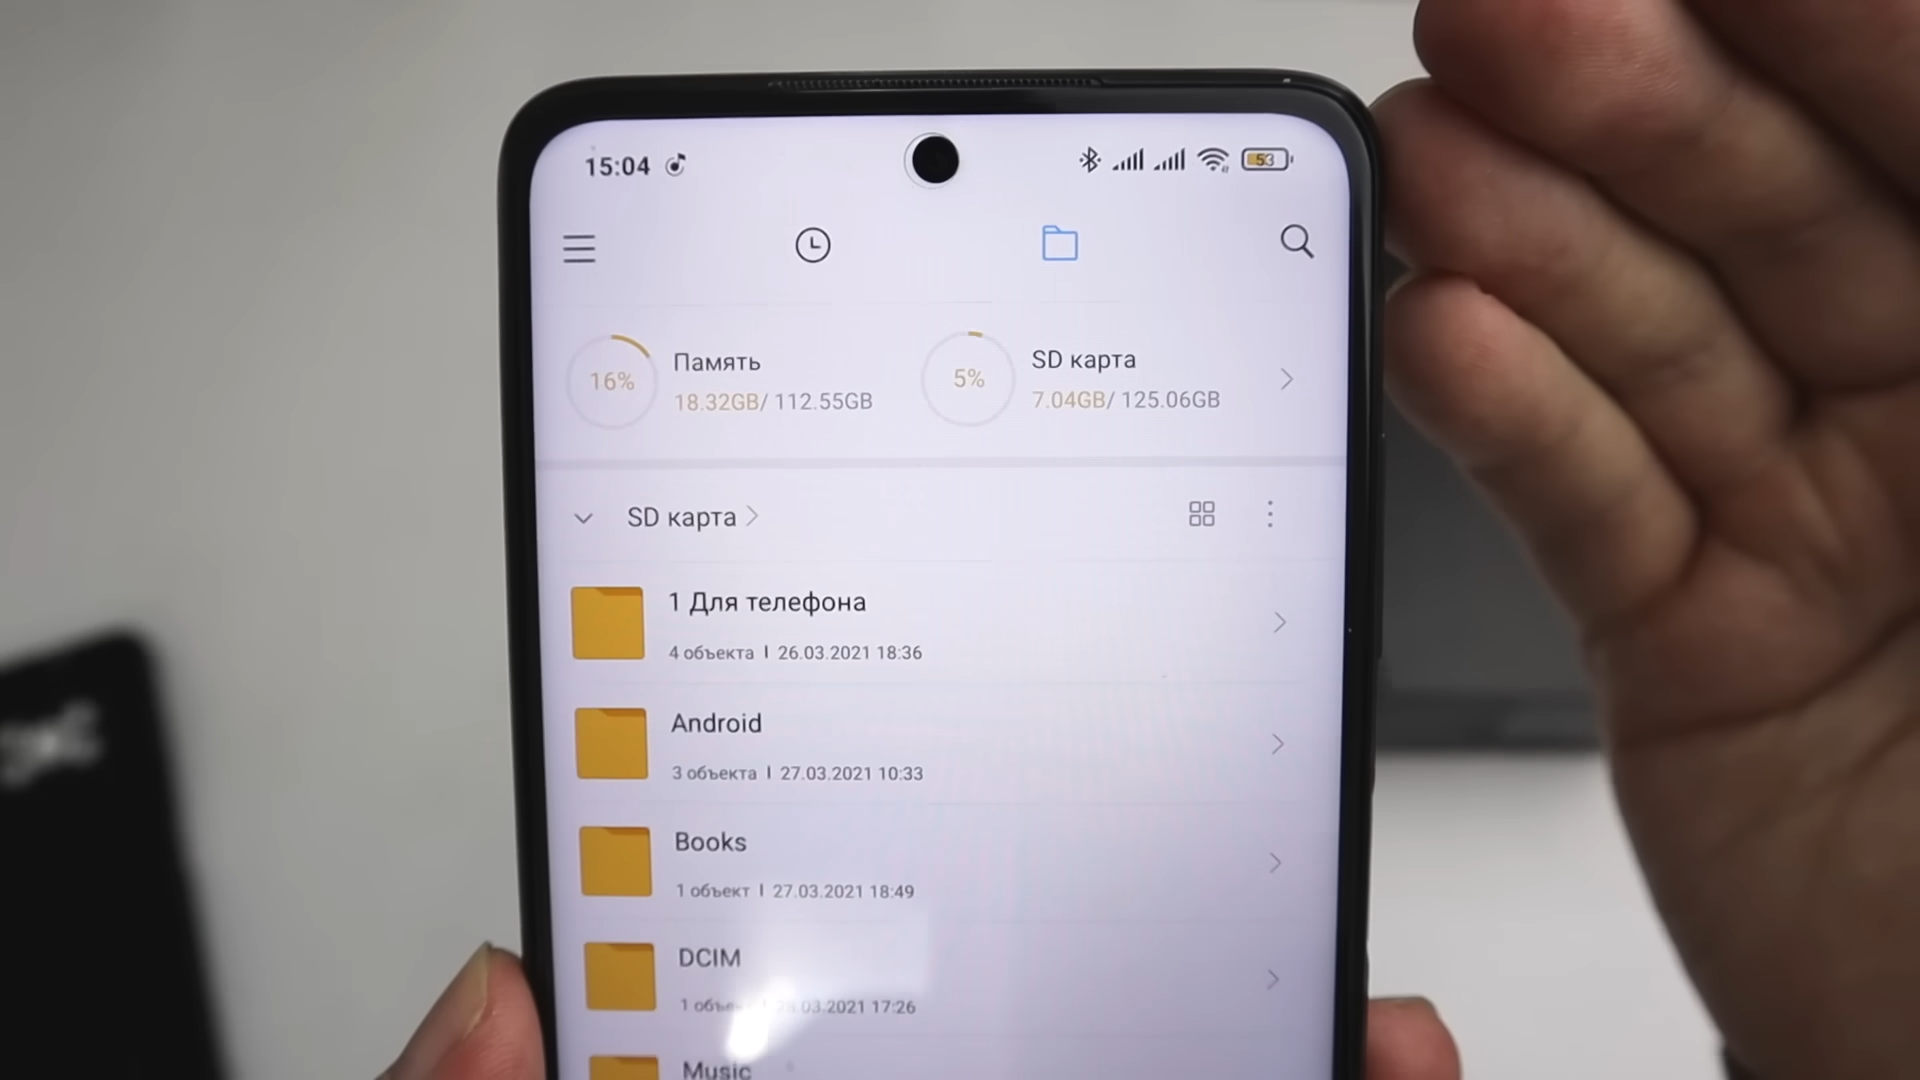 15:04
53
16%
Память
18.32GB/ 112.55GB
5%
SD карта
7.04GB/ 125.06GB
SD карта
1 Для телефона
4 объекта | 26.03.2021 18:36
Android
3 объекта | 27.03.2021 10:33
Books
1 объект | 27.03.2021 18:49
DCIM
1 03.2021 17:26
Music